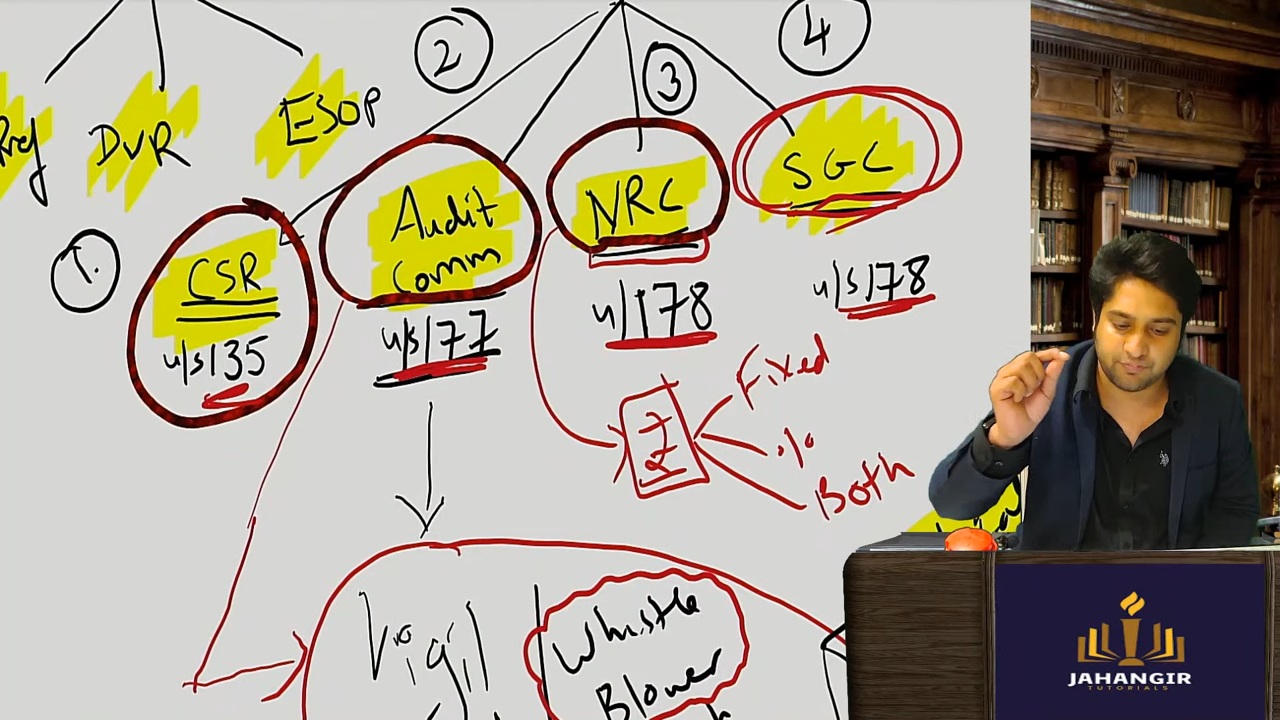 ②
③
④
DVR
ESOP
①
CSR
u/s 135
Audit
Comm
u/s 177
NRC
u/ 178
SGC
u/s 178
₹
Fixed
%
Both
Vigil
Whistle
Blower
JAHANGIR
TUTORIALS